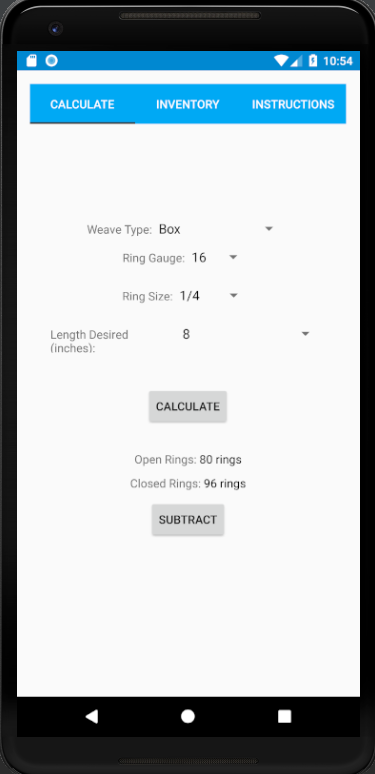 10:54
CALCULATE INVENTORY INSTRUCTIONS
Weave Type: Box
Ring Gauge: 16
Ring Size: 1/4
Length Desired 8
(inches):
CALCULATE
Open Rings: 80 rings
Closed Rings: 96 rings
SUBTRACT